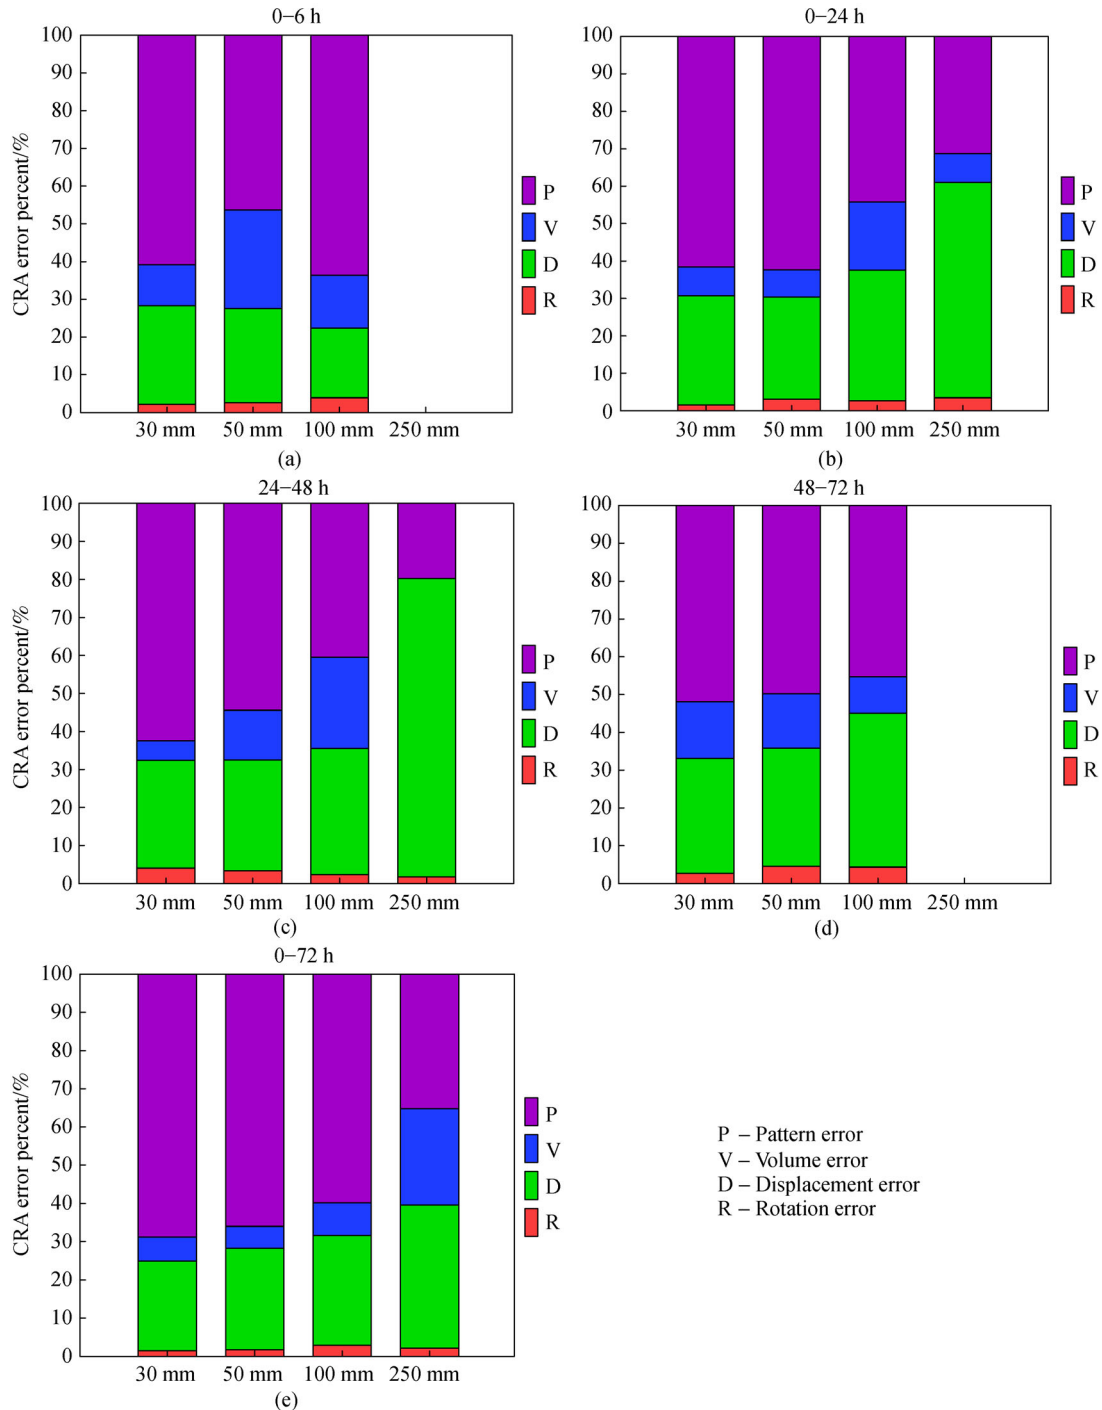 0−6 h
100
90
80
70
60
50
40
30
20
10
0
CRA error percent/%
30 mm 50 mm 100 mm 250 mm
P
V
D
R
(a)
0−24 h
100
90
80
70
60
50
40
30
20
10
0
30 mm 50 mm 100 mm 250 mm
P
V
D
R
(b)
24−48 h
100
90
80
70
60
50
40
30
20
10
0
CRA error percent/%
30 mm 50 mm 100 mm 250 mm
P
V
D
R
(c)
48−72 h
100
90
80
70
60
50
40
30
20
10
0
30 mm 50 mm 100 mm 250 mm
P
V
D
R
(d)
0−72 h
100
90
80
70
60
50
40
30
20
10
0
CRA error percent/%
30 mm 50 mm 100 mm 250 mm
P
V
D
R
(e)
P – Pattern error
V – Volume error
D – Displacement error
R – Rotation error